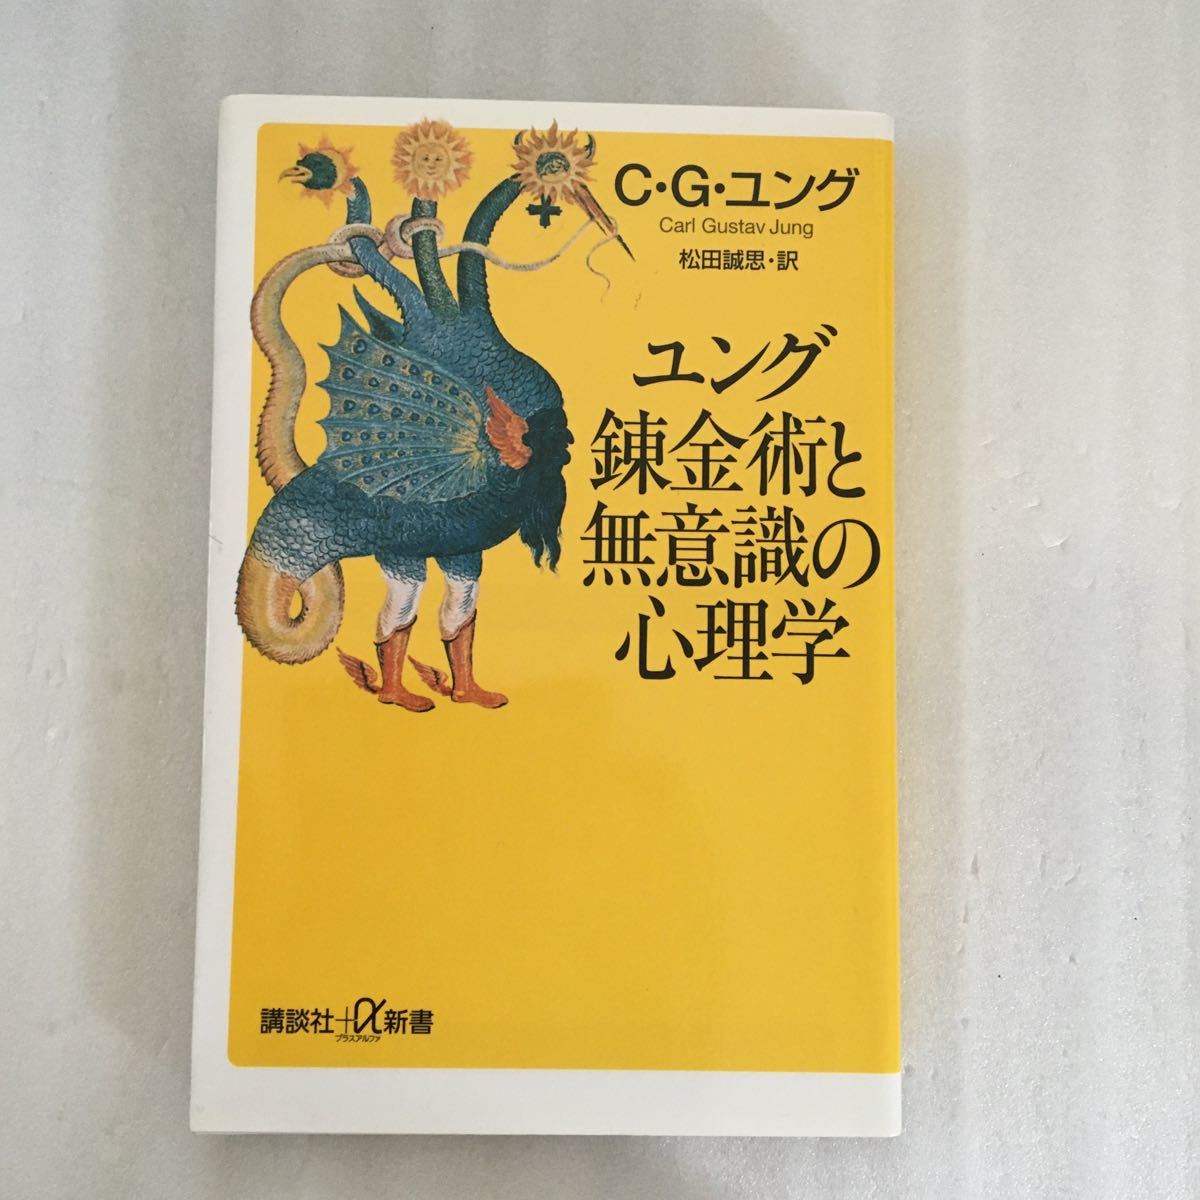 C・G・ユング
Carl Gustav Jung
松田誠思・訳
ユング
錬金術と
無意識の
心理学
講談社+α新書
プラスアルファ